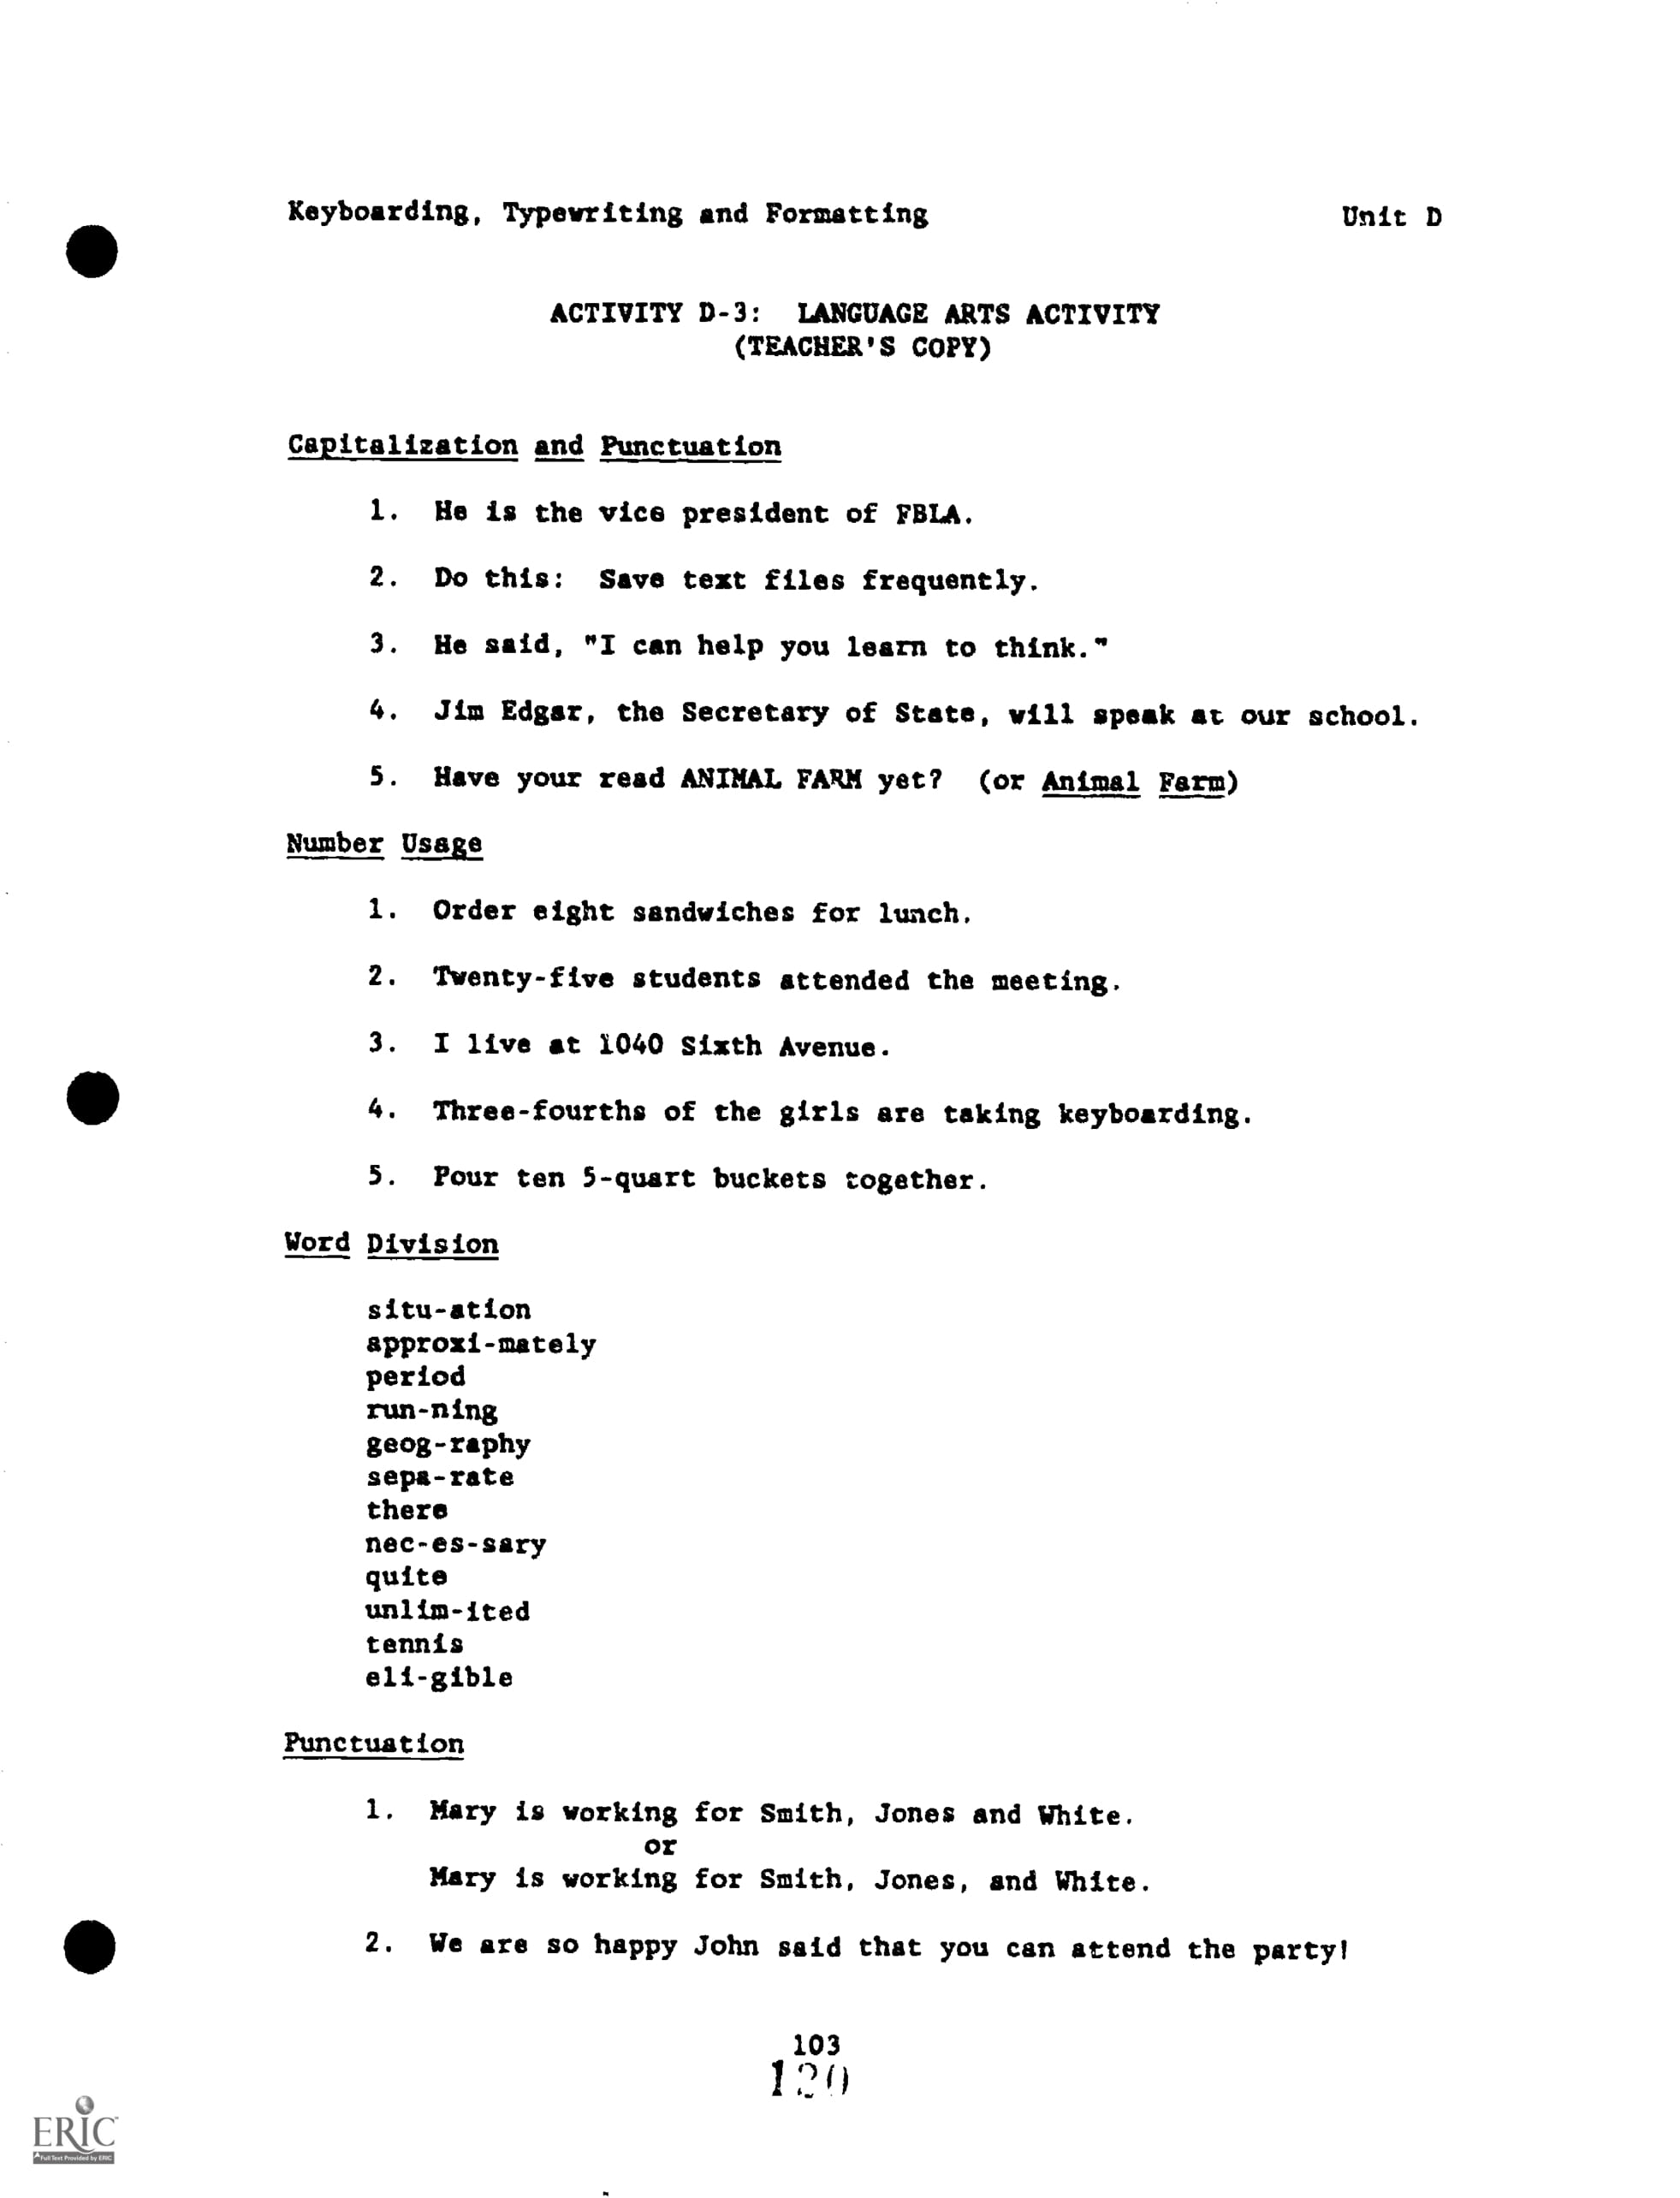 Keyboarding, Typewriting and Formatting Unit D
ACTIVITY D-3: LANGUAGE ARTS ACTIVITY
(TEACHER'S COPY)
Capitalization and Punctuation
1. He is the vice president of FBLA.
2. Do this: Save text files frequently.
3. He said, "I can help you learn to think."
4. Jim Edgar, the Secretary of State, will speak at our school.
5. Have your read ANIMAL FARM yet? (or Animal Farm)
Number Usage
1. Order eight sandwiches for lunch.
2. Twenty-five students attended the meeting.
3. I live at 1040 Sixth Avenue.
4. Three-fourths of the girls are taking keyboarding.
5. Pour ten 5-quart buckets together.
Word Division
situ-ation
approxi-mately
period
run-ning
geog-raphy
sepa-rate
there
nec-es-sary
quite
unlim-ited
tennis
eli-gible
Punctuation
1. Mary is working for Smith, Jones and White.
or
Mary is working for Smith, Jones, and White.
2. We are so happy John said that you can attend the party!
103
120
ERIC
Full Text Provided by ERIC